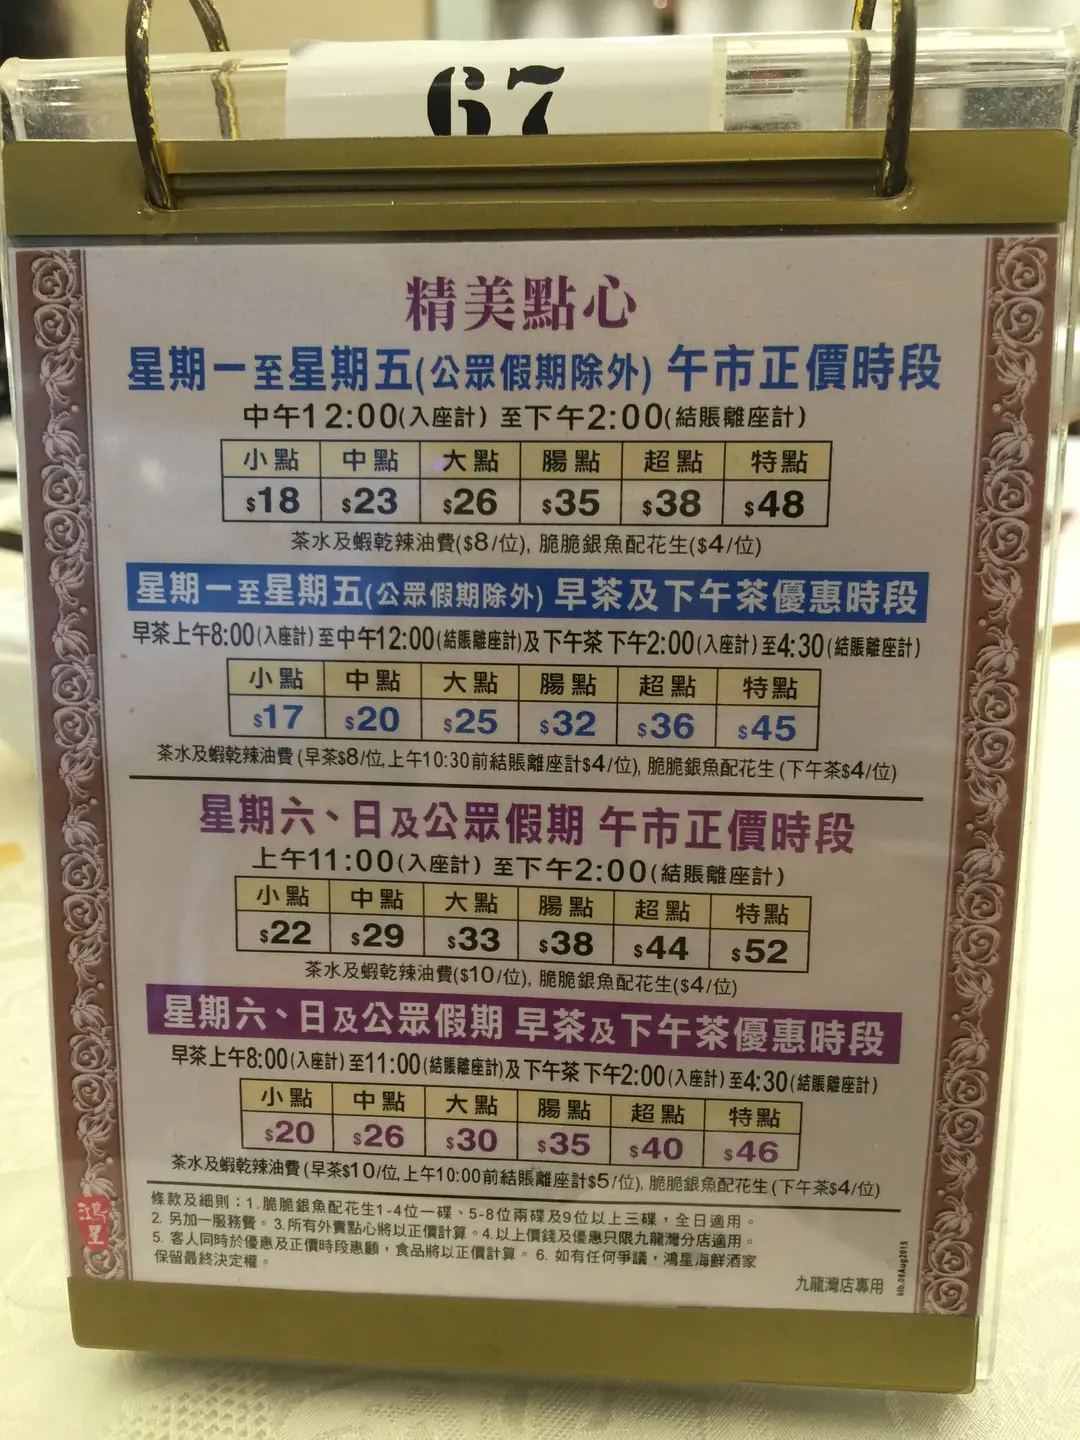 67
精美點心
星期一至星期五(公眾假期除外) 午市正價時段
中午12:00(入座計) 至下午2:00(結賬離座計)
小點 中點 大點 腸點 超點 特點
$18 $23 $26 $35 $38 $48
茶水及蝦乾辣油費($8/位), 脆脆銀魚配花生($4/位)
星期一至星期五(公眾假期除外) 早茶及下午茶優惠時段
早茶上午8:00(入座計)至中午12:00(結賬離座計)及下午茶 下午2:00(入座計)至4:30(結賬離座計)
小點 中點 大點 腸點 超點 特點
$17 $20 $25 $32 $36 $45
茶水及蝦乾辣油費 (早茶$8/位,上午10:30前結賬離座計$4/位), 脆脆銀魚配花生 (下午茶$4/位)
星期六、日及公眾假期 午市正價時段
上午11:00(入座計) 至下午2:00(結賬離座計)
小點 中點 大點 腸點 超點 特點
$22 $29 $33 $38 $44 $52
茶水及蝦乾辣油費($10/位), 脆脆銀魚配花生($4/位)
星期六、日及公眾假期 早茶及下午茶優惠時段
早茶上午8:00(入座計)至11:00(結賬離座計)及下午茶 下午2:00(入座計)至4:30(結賬離座計)
小點 中點 大點 腸點 超點 特點
$20 $26 $30 $35 $40 $46
茶水及蝦乾辣油費 (早茶$10/位,上午10:00前結賬離座計$5/位), 脆脆銀魚配花生 (下午茶$4/位)
條款及細則：1.脆脆銀魚配花生1-4位一碟、5-8位兩碟及9位以上三碟，全日適用。
2. 另加一服務費。3.所有外賣點心將以正價計算。4.以上價錢及優惠只限九龍灣分店適用。
5. 客人同時於優惠及正價時段惠顧，食品將以正價計算。6. 如有任何爭議，鴻星海鮮酒家
保留最終決定權。
鴻星
九龍灣店專用
klb.08Aug2015